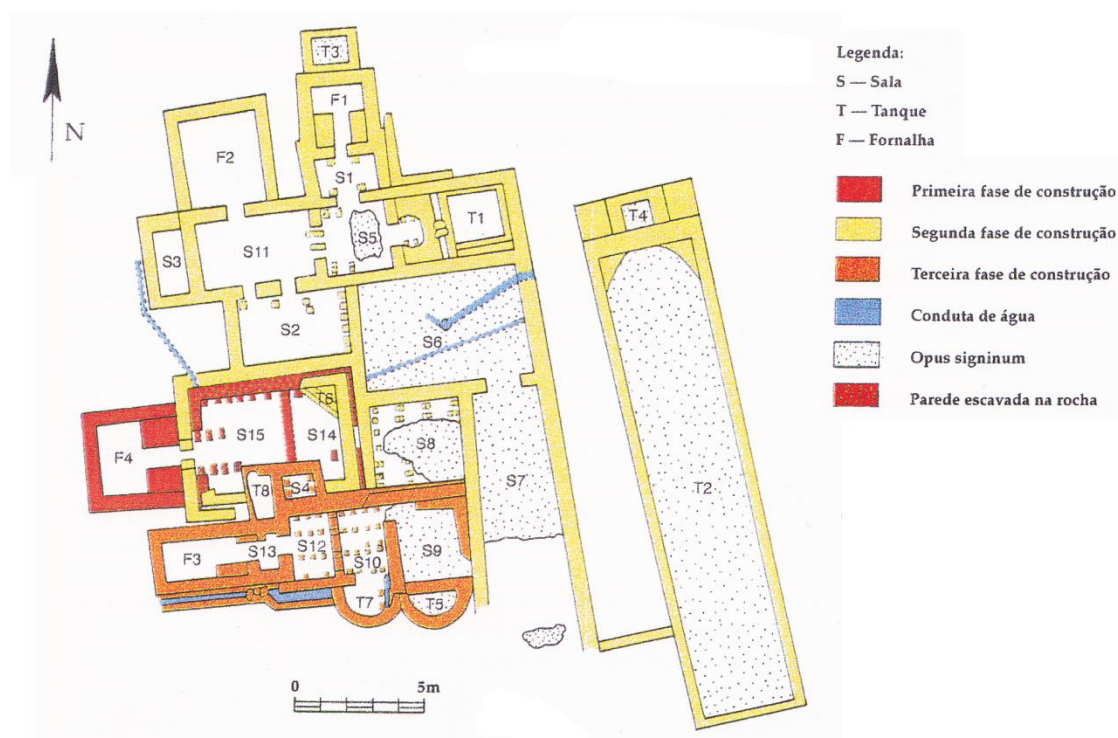 Legenda:
S — Sala
T — Tanque
F — Fornalha
Primeira fase de construção
Segunda fase de construção
Terceira fase de construção
Conduta de água
Opus signinum
Parede escavada na rocha
N
T3
F1
F2
S1
T1
T4
S3
S11
S5
S2
S6
T6
S15
S14
F4
S8
S7
T2
T8
S4
F3
S13
S12
S10
S9
T7
T5
0 5m